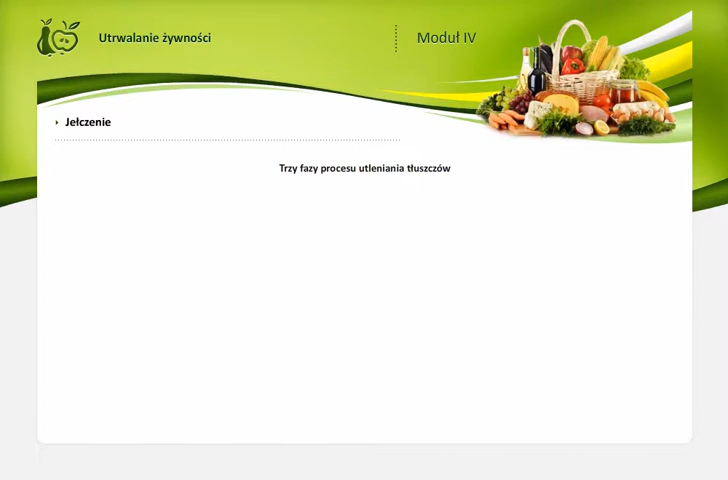 Utrwalanie żywności
Moduł IV
Jełczenie
Trzy fazy procesu utleniania tłuszczów